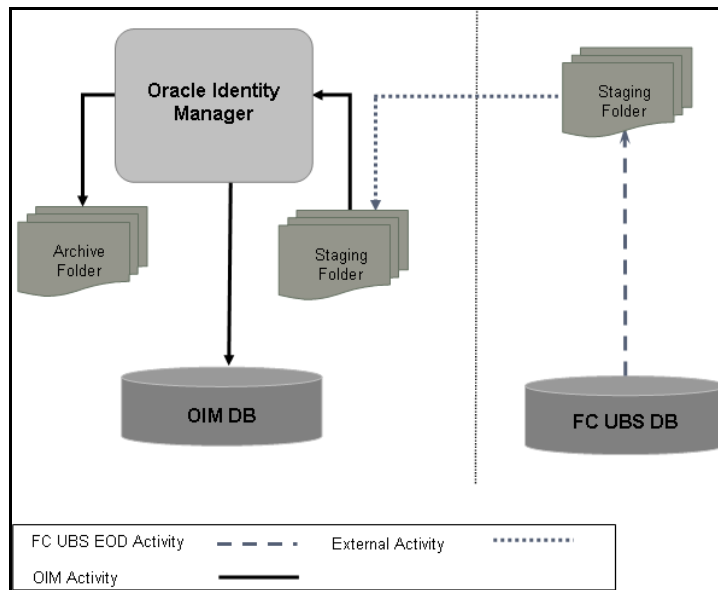 Oracle Identity
Manager
Staging
Folder
Archive
Folder
Staging
Folder
OIM DB
FC UBS DB
FC UBS EOD Activity
External Activity
OIM Activity